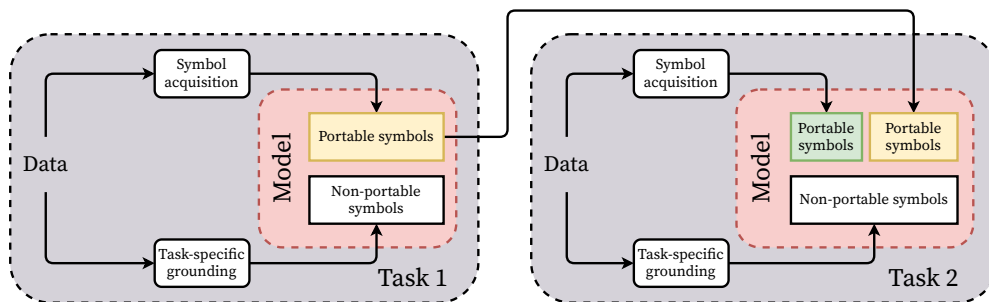 Symbol
acquisition
Portable symbols
Data
Model
Non-portable
symbols
Task-specific
grounding
Task 1
Symbol
acquisition
Portable
symbols
Portable
symbols
Data
Model
Non-portable symbols
Task-specific
grounding
Task 2